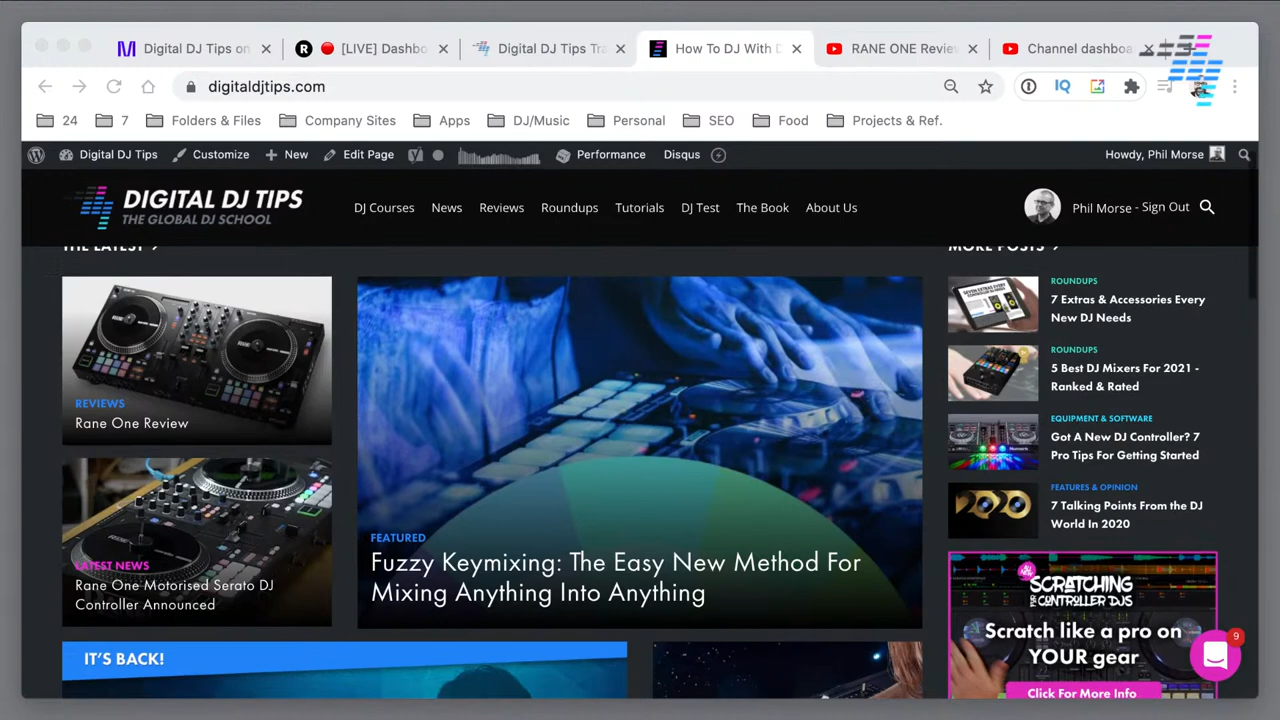 Digital DJ Tips on
[LIVE] Dashbo
Digital DJ Tips Tra
How To DJ With D
RANE ONE Review
Channel dashboa
digitaldjtips.com
IQ
24
7
Folders & Files
Company Sites
Apps
DJ/Music
Personal
SEO
Food
Projects & Ref.
Digital DJ Tips
Customize
New
Edit Page
Performance
Disqus
Howdy, Phil Morse
DIGITAL DJ TIPS
THE GLOBAL DJ SCHOOL
DJ Courses
News
Reviews
Roundups
Tutorials
DJ Test
The Book
About Us
Phil Morse - Sign Out
THE LATEST
MORE POSTS
REVIEWS
Rane One Review
LATEST NEWS
Rane One Motorised Serato DJ
Controller Announced
FEATURED
Fuzzy Keymixing: The Easy New Method For
Mixing Anything Into Anything
ROUNDUPS
7 Extras & Accessories Every
New DJ Needs
ROUNDUPS
5 Best DJ Mixers For 2021 -
Ranked & Rated
EQUIPMENT & SOFTWARE
Got A New DJ Controller? 7
Pro Tips For Getting Started
FEATURES & OPINION
7 Talking Points From the DJ
World In 2020
2020
IT'S BACK!
SCRATCHING
FOR CONTROLLER DJS
Scratch like a pro on
YOUR gear
Click For More Info
9